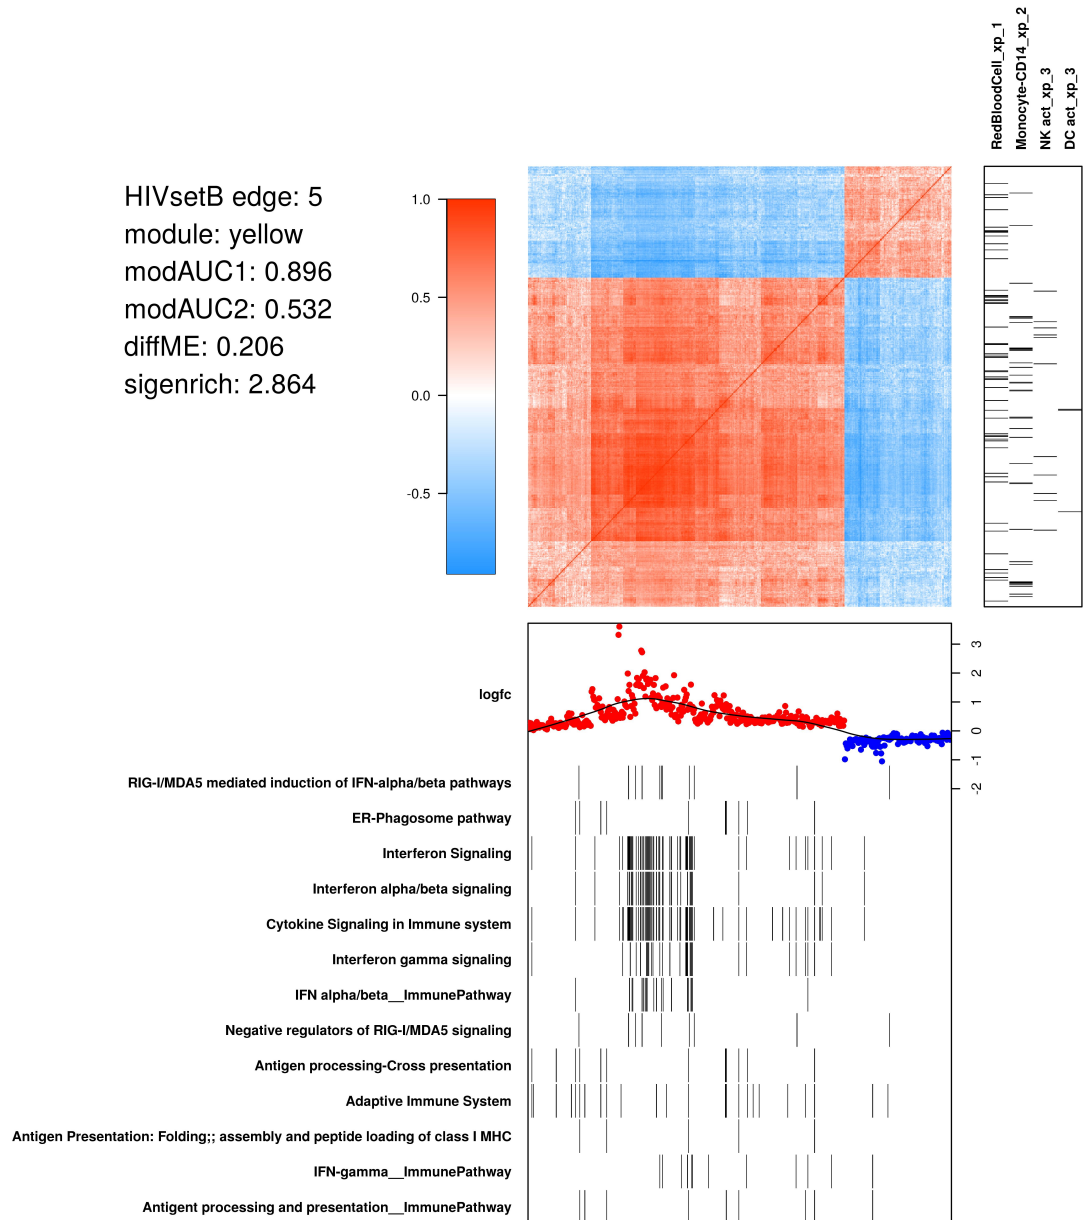 RedBloodCell_xp_1
Monocyte-CD14_xp_2
NK act_xp_3
DC act_xp_3
HIVsetB edge: 5
module: yellow
modAUC1: 0.896
modAUC2: 0.532
diffME: 0.206
sigenrich: 2.864
1.0
0.5
0.0
-0.5
logfc
3
2
1
0
-1
-2
RIG-I/MDA5 mediated induction of IFN-alpha/beta pathways
ER-Phagosome pathway
Interferon Signaling
Interferon alpha/beta signaling
Cytokine Signaling in Immune system
Interferon gamma signaling
IFN alpha/beta__ImmunePathway
Negative regulators of RIG-I/MDA5 signaling
Antigen processing-Cross presentation
Adaptive Immune System
Antigen Presentation: Folding;; assembly and peptide loading of class I MHC
IFN-gamma__ImmunePathway
Antigent processing and presentation__ImmunePathway